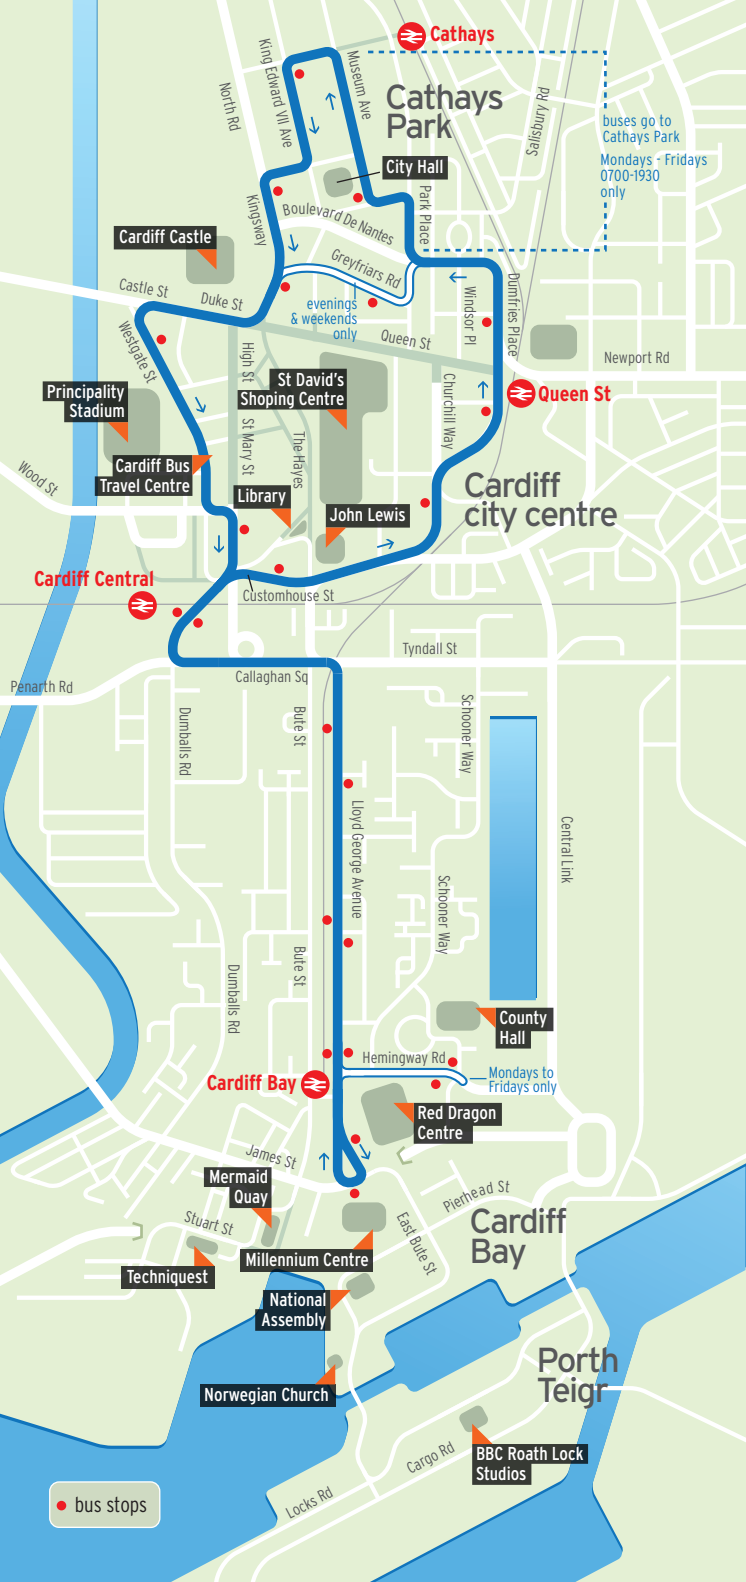 Cathays
King Edward VII Ave
Museum Ave
North Rd
Cathays
Park
Salisbury Rd
buses go to
Cathays Park
Mondays - Fridays
0700-1930
only
City Hall
Kingsway
Boulevard De Nantes
Park Place
Cardiff Castle
Greyfriars Rd
Castle St
Duke St
evenings
& weekends
only
Windsor Pl
Dumfries Place
Westgate St
Queen St
High St
Newport Rd
Principality
Stadium
St David's
Shoping Centre
Churchill Way
Queen St
St Mary St
The Hayes
Cardiff Bus
Travel Centre
Wood St
Library
John Lewis
Cardiff
city centre
Cardiff Central
Customhouse St
Tyndall St
Penarth Rd
Callaghan Sq
Dumballs Rd
Bute St
Schooner Way
Lloyd George Avenue
Central Link
Schooner Way
Dumballs Rd
Bute St
County
Hall
Hemingway Rd
Cardiff Bay
Mondays to
Fridays only
Red Dragon
Centre
James St
Mermaid
Quay
Pierhead St
Stuart St
East Bute St
Cardiff
Bay
Millennium Centre
Techniquest
National
Assembly
Porth
Teigr
Norwegian Church
BBC Roath Lock
Studios
Cargo Rd
Locks Rd
bus stops